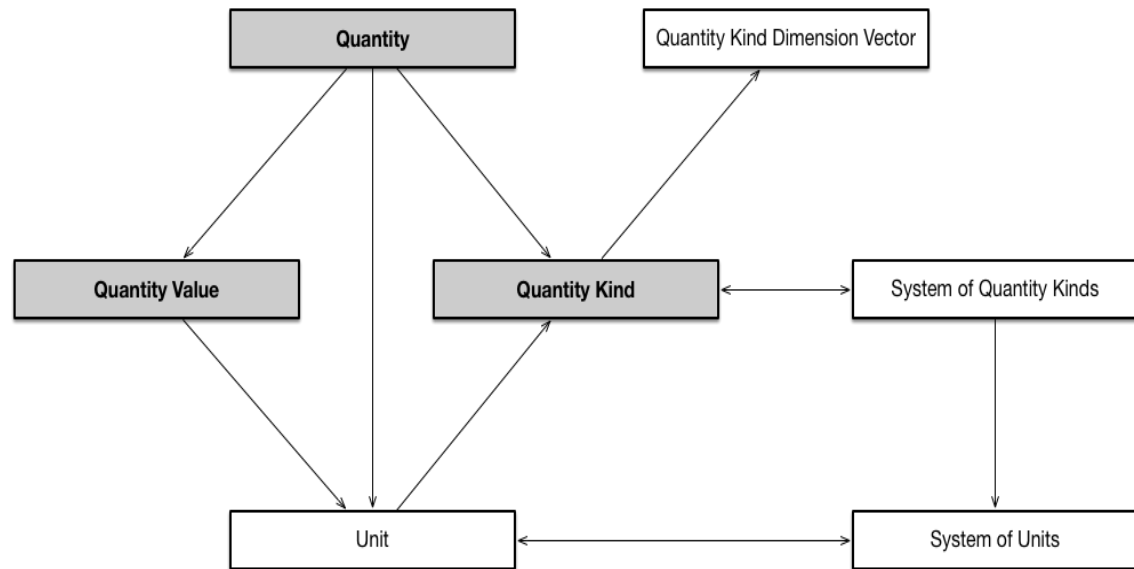 Quantity
Quantity Kind Dimension Vector
Quantity Value
Quantity Kind
System of Quantity Kinds
Unit
System of Units